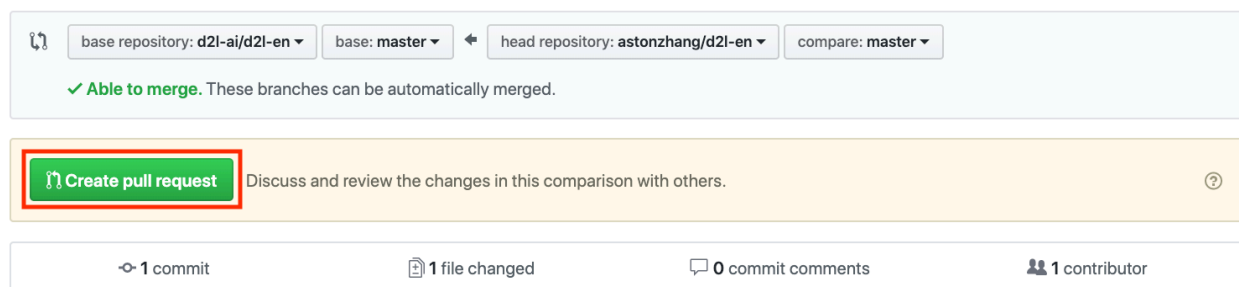 base repository: d2l-ai/d2l-en base: master head repository: astonzhang/d2l-en compare: master
Able to merge. These branches can be automatically merged.
Create pull request Discuss and review the changes in this comparison with others. ?
1 commit 1 file changed 0 commit comments 1 contributor